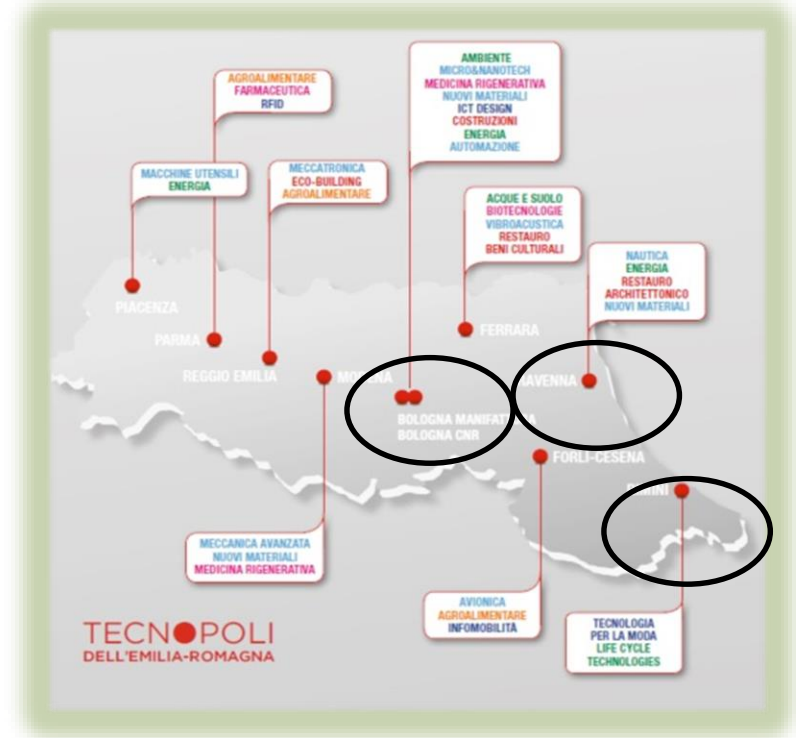 AGROALIMENTARE
FARMACEUTICA
RFID
AMBIENTE
MICRO&NANOTECH
MEDICINA RIGENERATIVA
NUOVI MATERIALI
ICT DESIGN
COSTRUZIONI
ENERGIA
AUTOMAZIONE
MACCHINE UTENSILI
ENERGIA
MECCATRONICA
ECO-BUILDING
AGROALIMENTARE
ACQUE E SUOLO
BIOTECNOLOGIE
VIBROACUSTICA
RESTAURO
BENI CULTURALI
NAUTICA
ENERGIA
RESTAURO
ARCHITETTONICO
NUOVI MATERIALI
PIACENZA
PARMA
REGGIO EMILIA
MODENA
FERRARA
RAVENNA
BOLOGNA MANIFATTURA
BOLOGNA CNR
FORLÌ-CESENA
RIMINI
MECCANICA AVANZATA
NUOVI MATERIALI
MEDICINA RIGENERATIVA
AVIONICA
AGROALIMENTARE
INFOMOBILITÀ
TECNOLOGIA
PER LA MODA
LIFE CYCLE
TECHNOLOGIES
TECNOPOLI
DELL'EMILIA-ROMAGNA